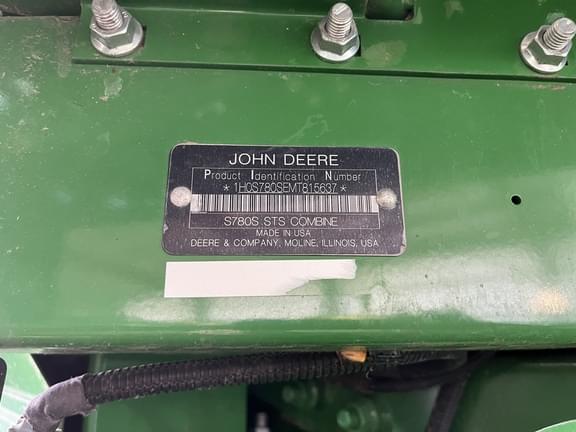 JOHN DEERE
Product Identification Number
*1H0S780SEMT815637*
S780S STS COMBINE
MADE IN USA
DEERE & COMPANY, MOLINE, ILLINOIS, USA